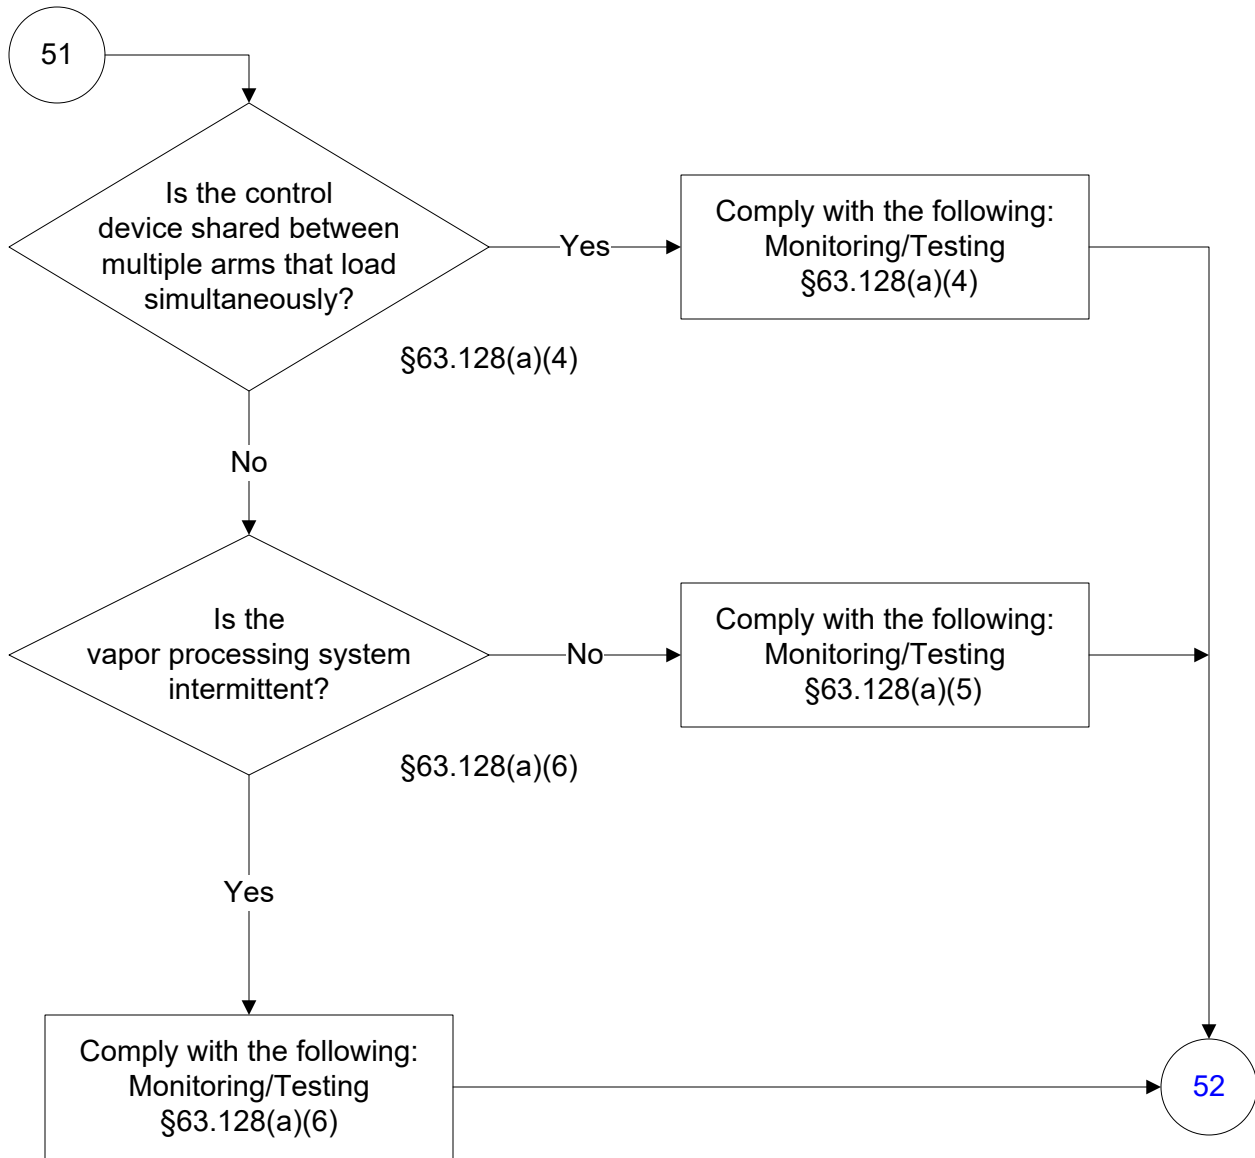 51
Is the control
device shared between
multiple arms that load
simultaneously?
Yes
Comply with the following:
Monitoring/Testing
§63.128(a)(4)
§63.128(a)(4)
No
Is the
vapor processing system
intermittent?
No
Comply with the following:
Monitoring/Testing
§63.128(a)(5)
§63.128(a)(6)
Yes
Comply with the following:
Monitoring/Testing
§63.128(a)(6)
52